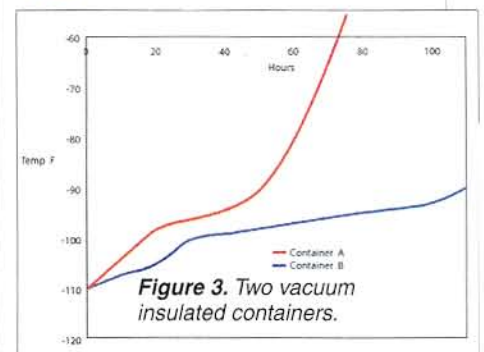 -60
20
40
60
80
100
Hours
-70
-80
Temp F
-90
-100
Container A
Container B
-110
Figure 3. Two vacuum
insulated containers.
-120